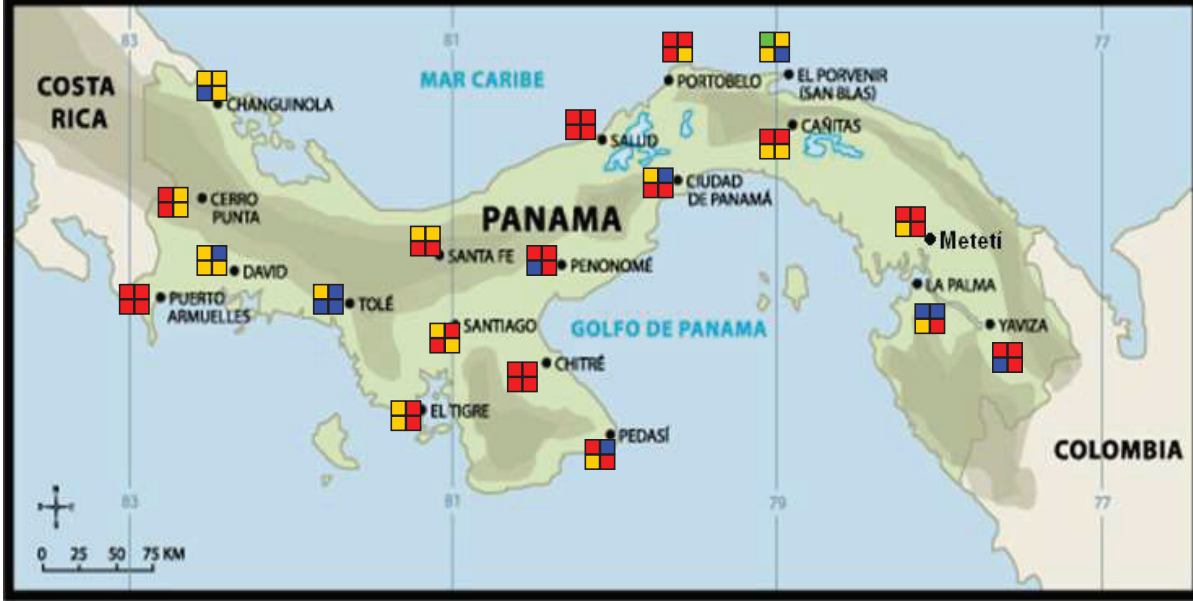 83
81
77
COSTA
RICA
MAR CARIBE
PORTOBELO
EL PORVENIR
(SAN BLAS)
CHANGUINOLA
SALUD
CAÑITAS
CERRO
PUNTA
CIUDAD
DE PANAMÁ
PANAMA
SANTA FE
PENONOMÉ
Metetí
DAVID
LA PALMA
PUERTO
ARMUELLES
TOLÉ
SANTIAGO
GOLFO DE PANAMA
YAVIZA
CHITRÉ
EL TIGRE
PEDASÍ
COLOMBIA
83
81
79
77
0 25 50 75 KM